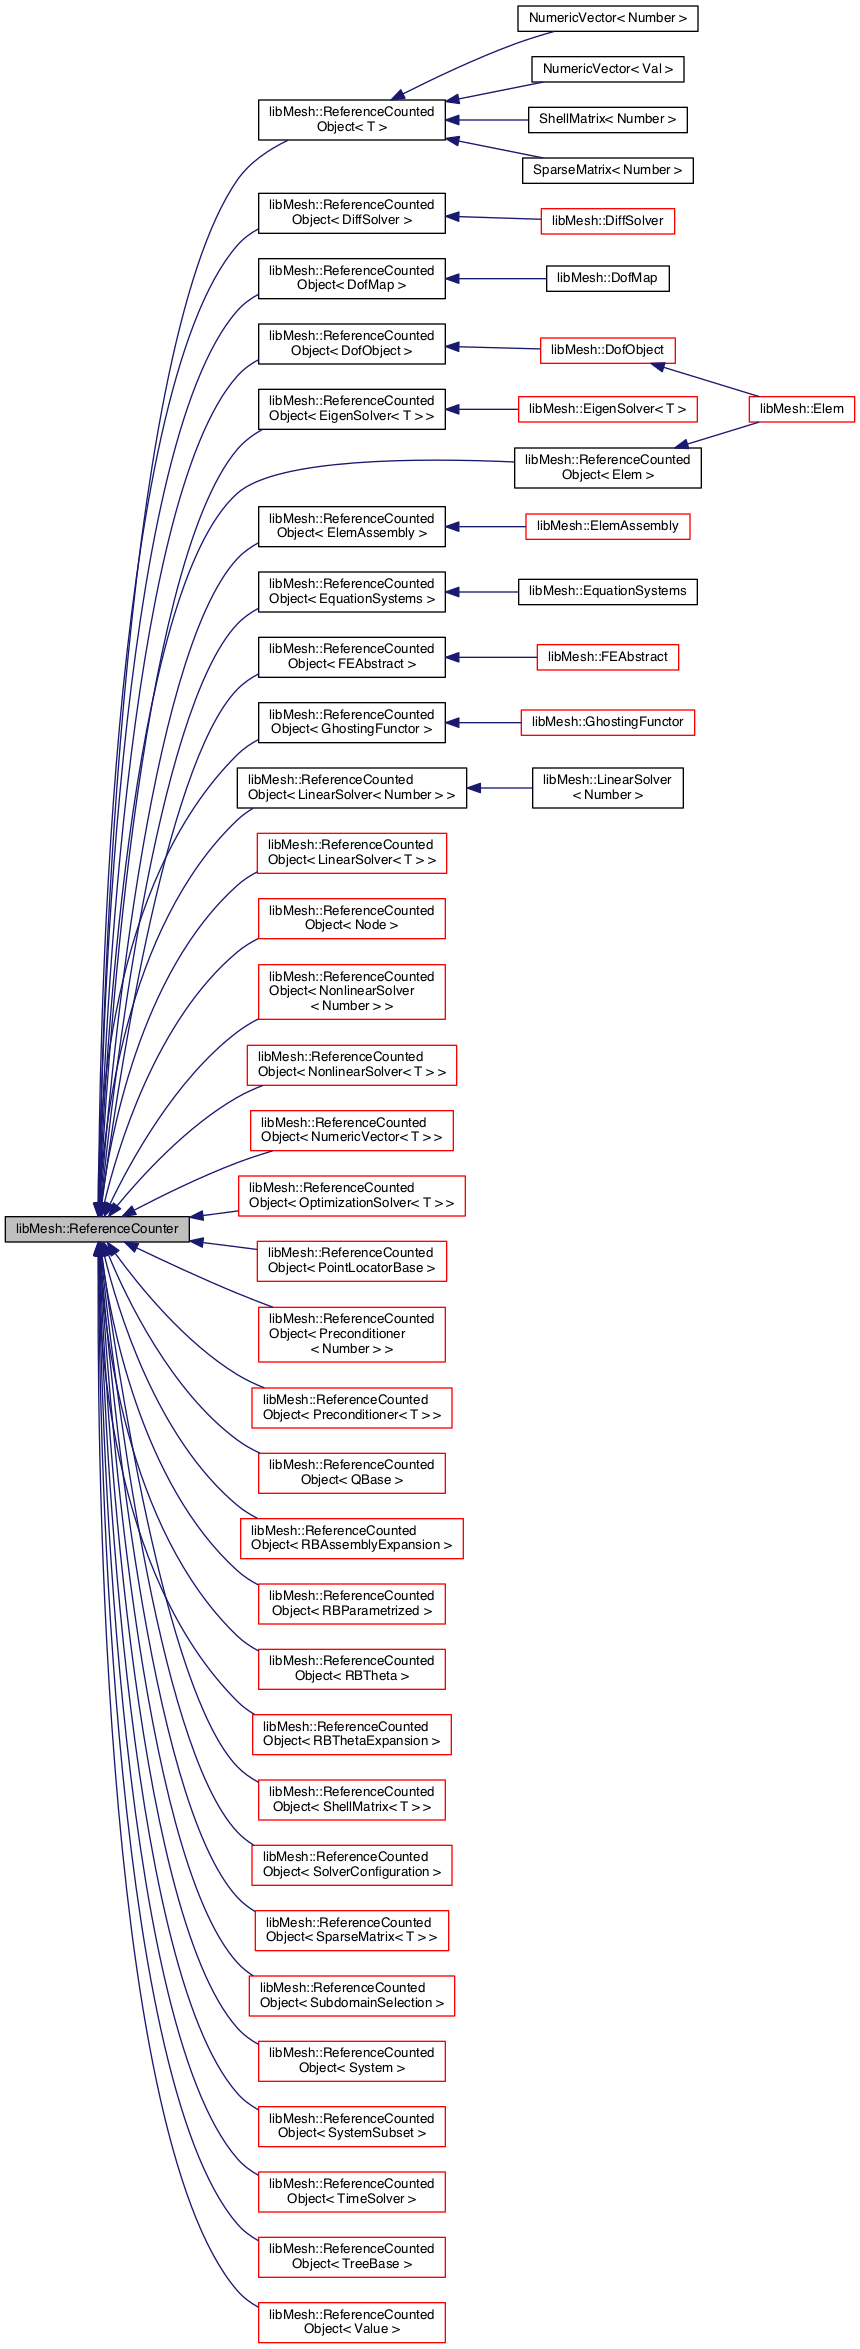 NumericVector< Number >
NumericVector< Val >
libMesh::ReferenceCounted
Object< T >
ShellMatrix< Number >
SparseMatrix< Number >
libMesh::ReferenceCounted
Object< DiffSolver >
libMesh::DiffSolver
libMesh::ReferenceCounted
Object< DofMap >
libMesh::DofMap
libMesh::ReferenceCounted
Object< DofObject >
libMesh::DofObject
libMesh::ReferenceCounted
Object< EigenSolver< T > >
libMesh::EigenSolver< T >
libMesh::Elem
libMesh::ReferenceCounted
Object< Elem >
libMesh::ReferenceCounted
Object< ElemAssembly >
libMesh::ElemAssembly
libMesh::ReferenceCounted
Object< EquationSystems >
libMesh::EquationSystems
libMesh::ReferenceCounted
Object< FEAbstract >
libMesh::FEAbstract
libMesh::ReferenceCounted
Object< GhostingFunctor >
libMesh::GhostingFunctor
libMesh::ReferenceCounted
Object< LinearSolver< Number > >
libMesh::LinearSolver
< Number >
libMesh::ReferenceCounted
Object< LinearSolver< T > >
libMesh::ReferenceCounted
Object< Node >
libMesh::ReferenceCounted
Object< NonlinearSolver
< Number > >
libMesh::ReferenceCounted
Object< NonlinearSolver< T > >
libMesh::ReferenceCounted
Object< NumericVector< T > >
libMesh::ReferenceCounted
Object< OptimizationSolver< T > >
libMesh::ReferenceCounter
libMesh::ReferenceCounted
Object< PointLocatorBase >
libMesh::ReferenceCounted
Object< Preconditioner
< Number > >
libMesh::ReferenceCounted
Object< Preconditioner< T > >
libMesh::ReferenceCounted
Object< QBase >
libMesh::ReferenceCounted
Object< RBAssemblyExpansion >
libMesh::ReferenceCounted
Object< RBParametrized >
libMesh::ReferenceCounted
Object< RBTheta >
libMesh::ReferenceCounted
Object< RBThetaExpansion >
libMesh::ReferenceCounted
Object< ShellMatrix< T > >
libMesh::ReferenceCounted
Object< SolverConfiguration >
libMesh::ReferenceCounted
Object< SparseMatrix< T > >
libMesh::ReferenceCounted
Object< SubdomainSelection >
libMesh::ReferenceCounted
Object< System >
libMesh::ReferenceCounted
Object< SystemSubset >
libMesh::ReferenceCounted
Object< TimeSolver >
libMesh::ReferenceCounted
Object< TreeBase >
libMesh::ReferenceCounted
Object< Value >